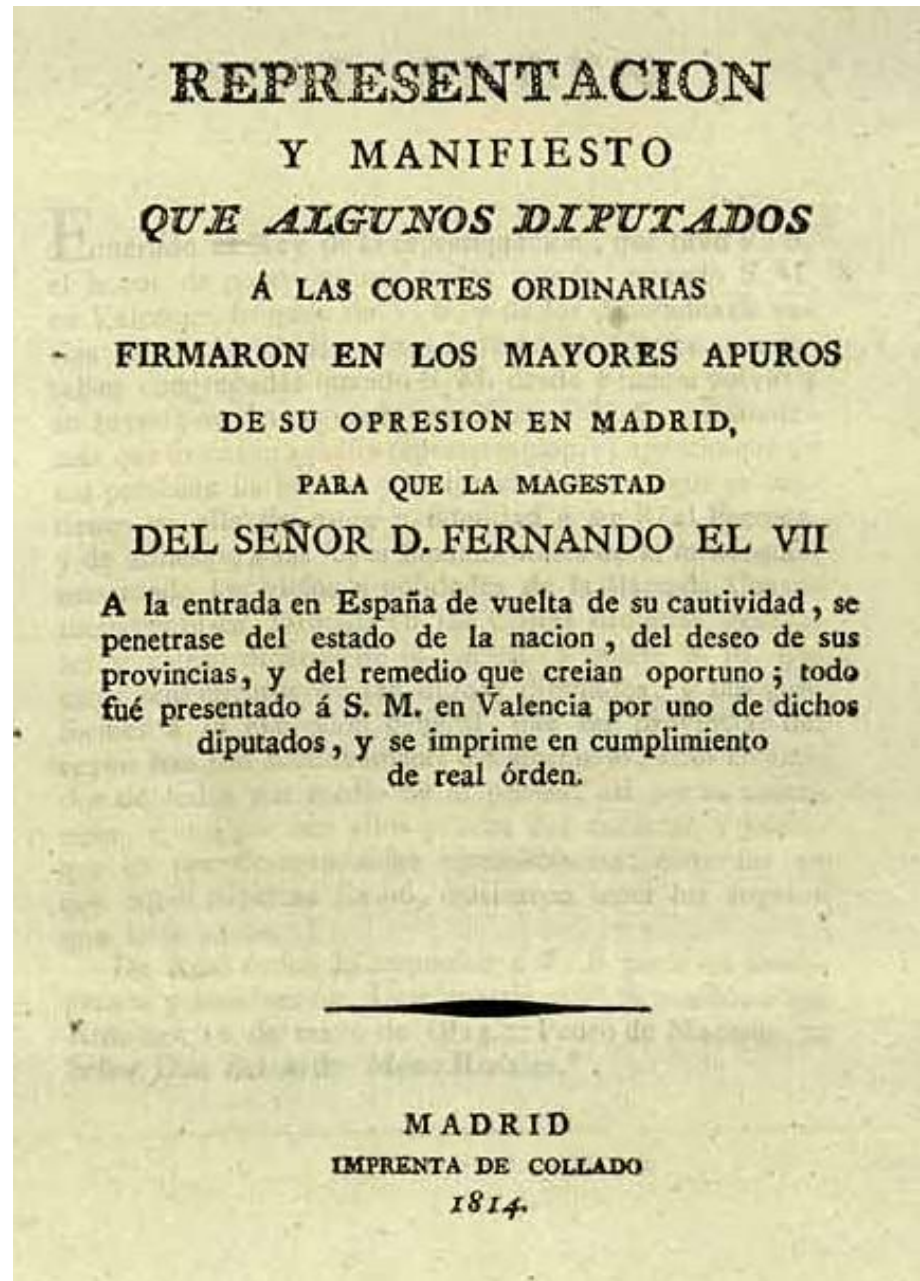 REPRESENTACION
Y MANIFIESTO
QUE ALGUNOS DIPUTADOS
Á LAS CORTES ORDINARIAS
FIRMARON EN LOS MAYORES APUROS
DE SU OPRESION EN MADRID,
PARA QUE LA MAGESTAD
DEL SEÑOR D. FERNANDO EL VII
A la entrada en España de vuelta de su cautividad, se
penetrase del estado de la nacion, del deseo de sus
provincias, y del remedio que creian oportuno; todo
fué presentado á S. M. en Valencia por uno de dichos
diputados, y se imprime en cumplimiento
de real órden.
MADRID
IMPRENTA DE COLLADO
1814.